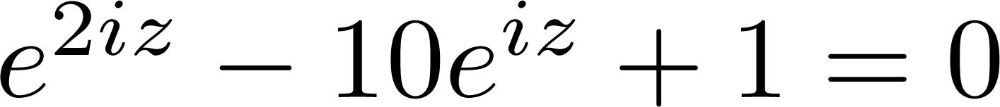 $e^{2iz} - 10e^{iz} + 1 = 0$